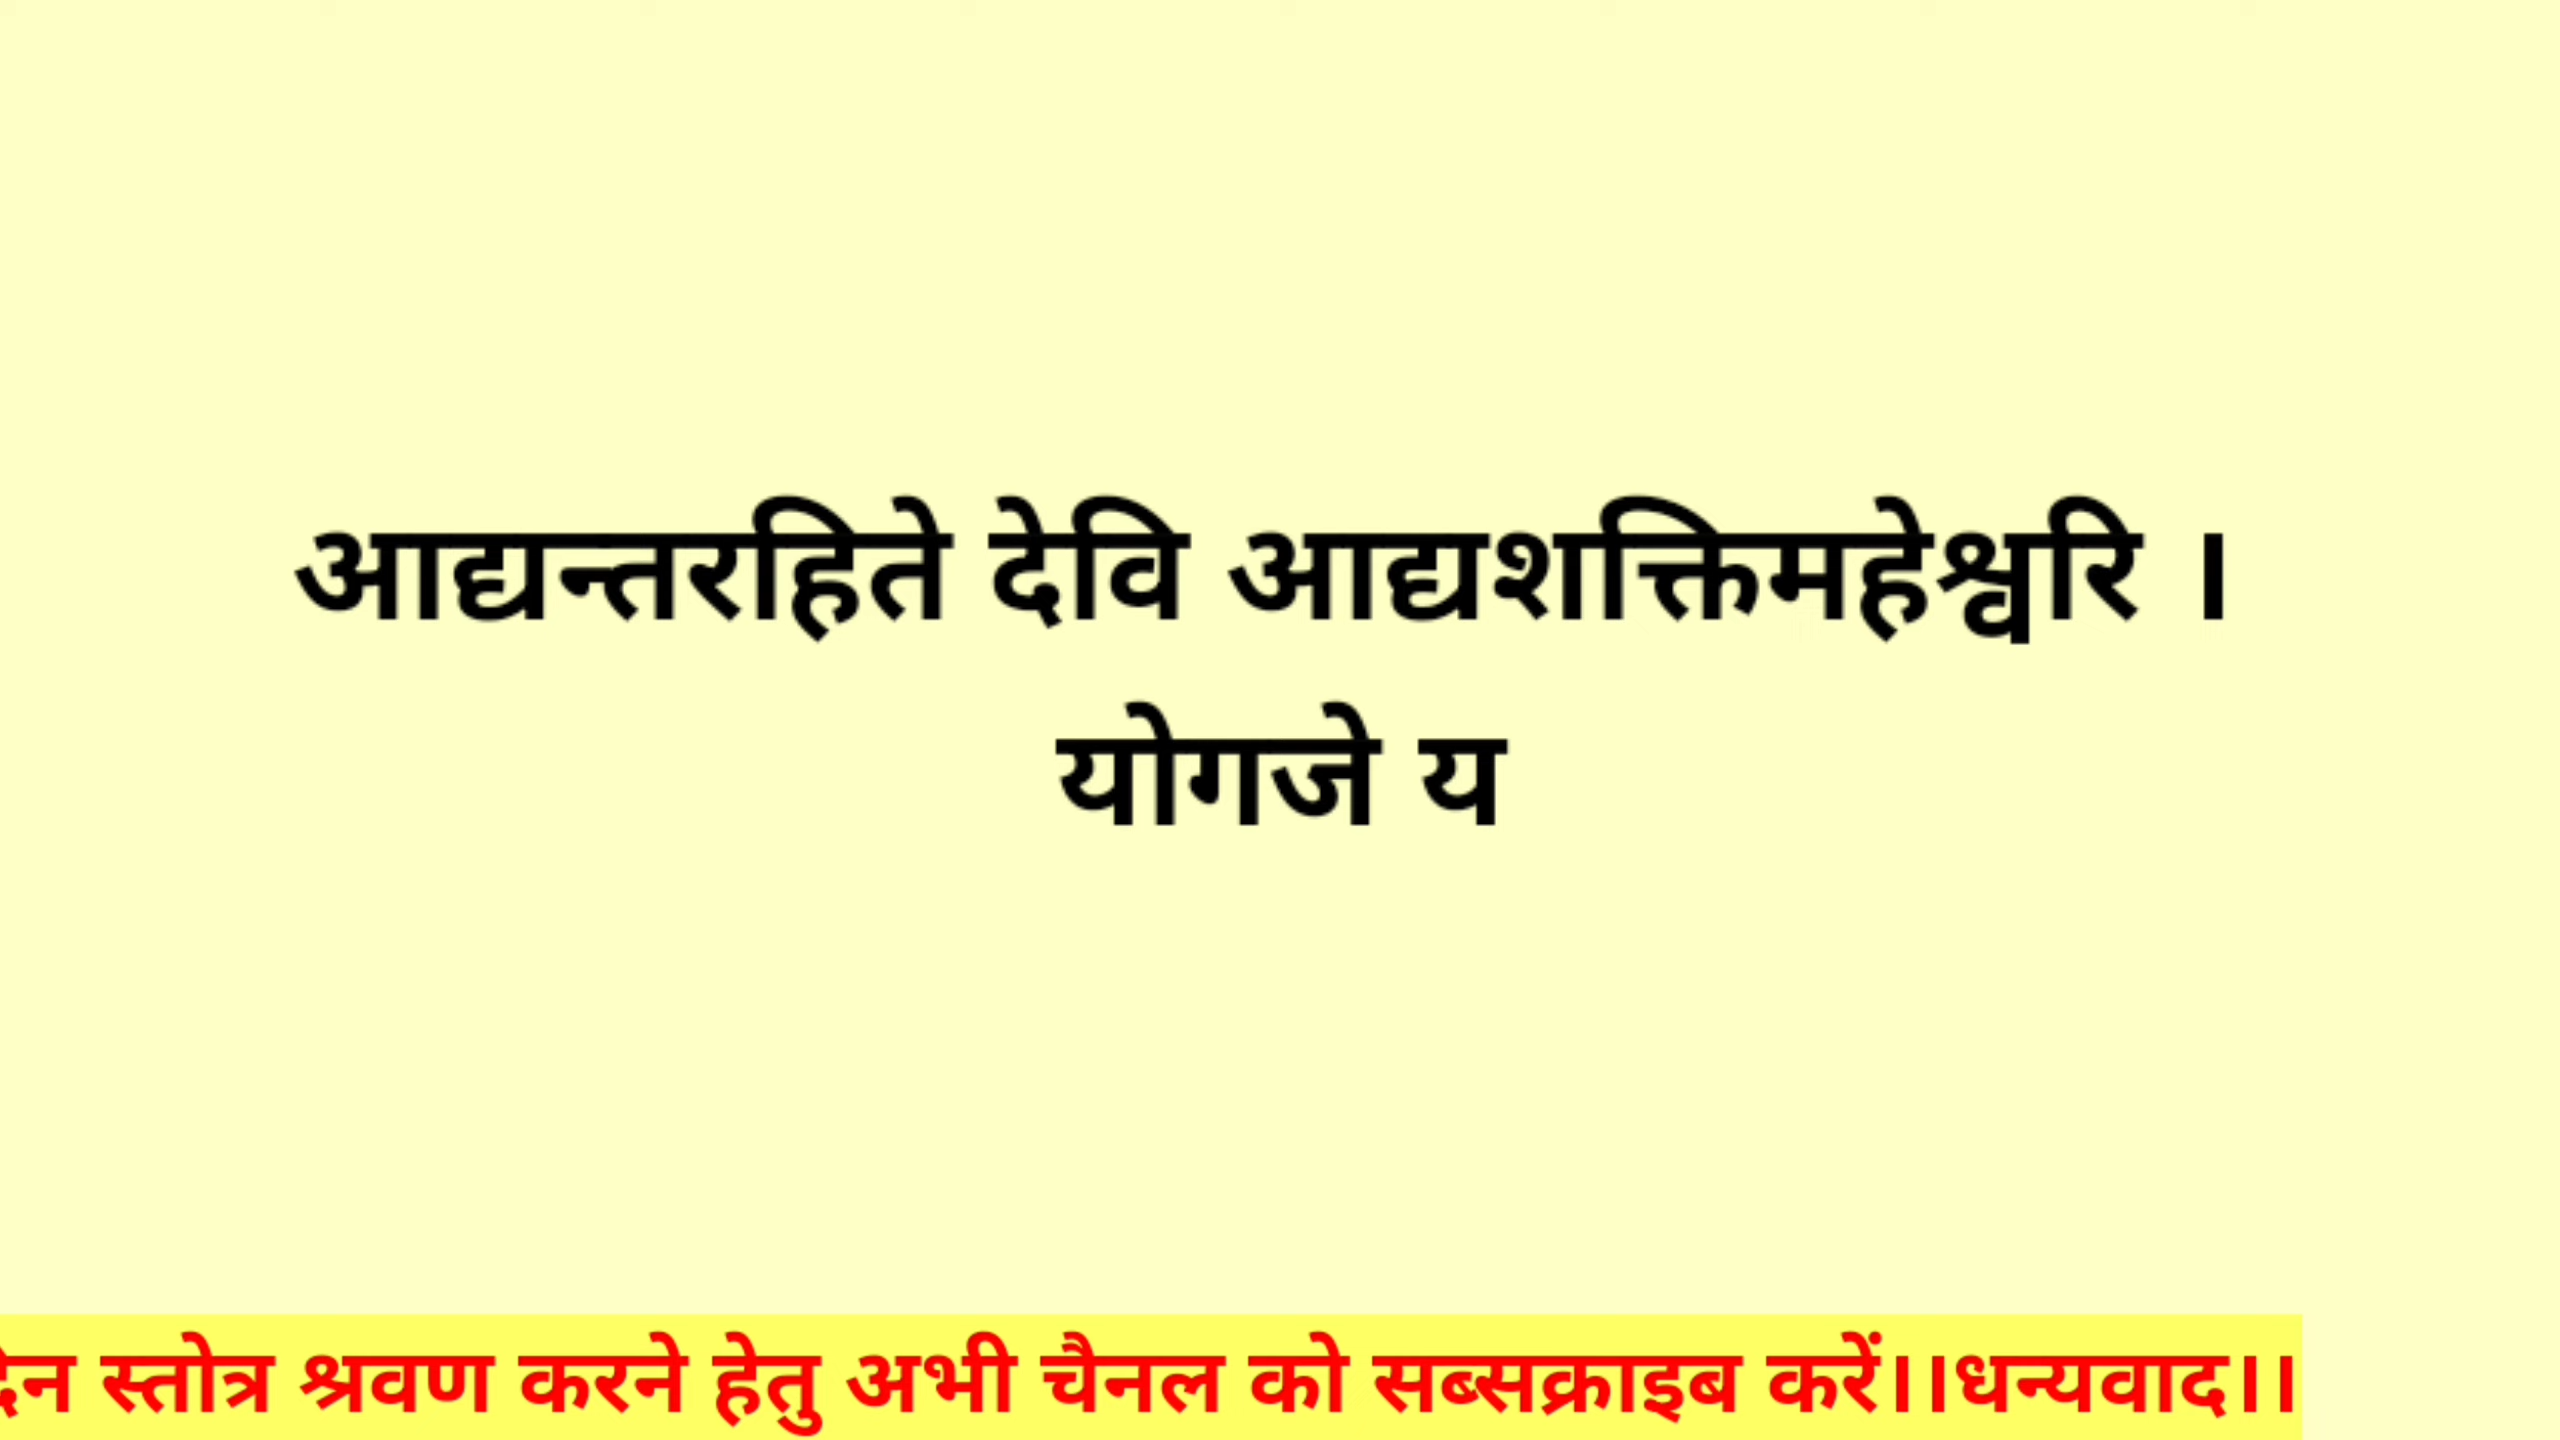 आद्यन्तरहिते देवि आद्यशक्तिमहेश्वरि ।
योगजे य
स्तोत्र श्रवण करने हेतु अभी चैनल को सब्सक्राइब करें।।धन्यवाद।।